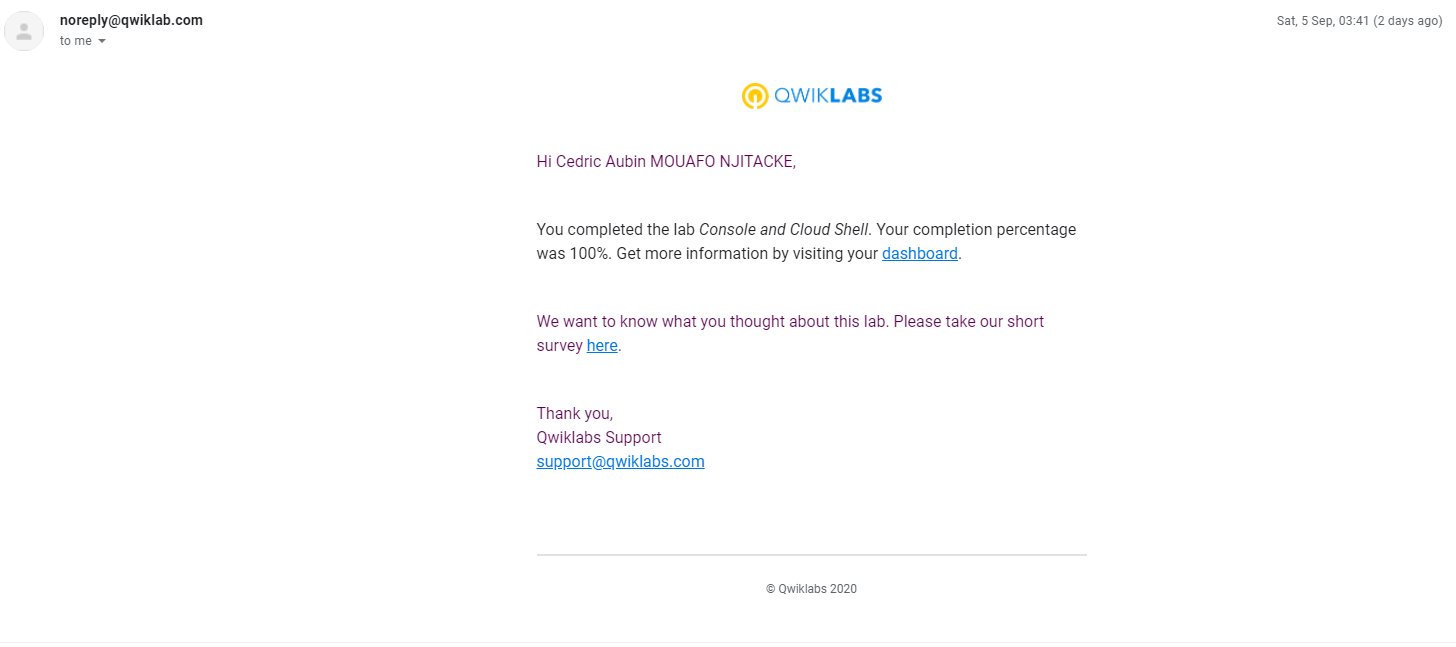 noreply@qwiklab.com
Sat, 5 Sep, 03:41 (2 days ago)
to me
QWIKLABS
Hi Cedric Aubin MOUAFO NJITACKE,
You completed the lab Console and Cloud Shell. Your completion percentage
was 100%. Get more information by visiting your dashboard.
We want to know what you thought about this lab. Please take our short
survey here.
Thank you,
Qwiklabs Support
support@qwiklabs.com
© Qwiklabs 2020